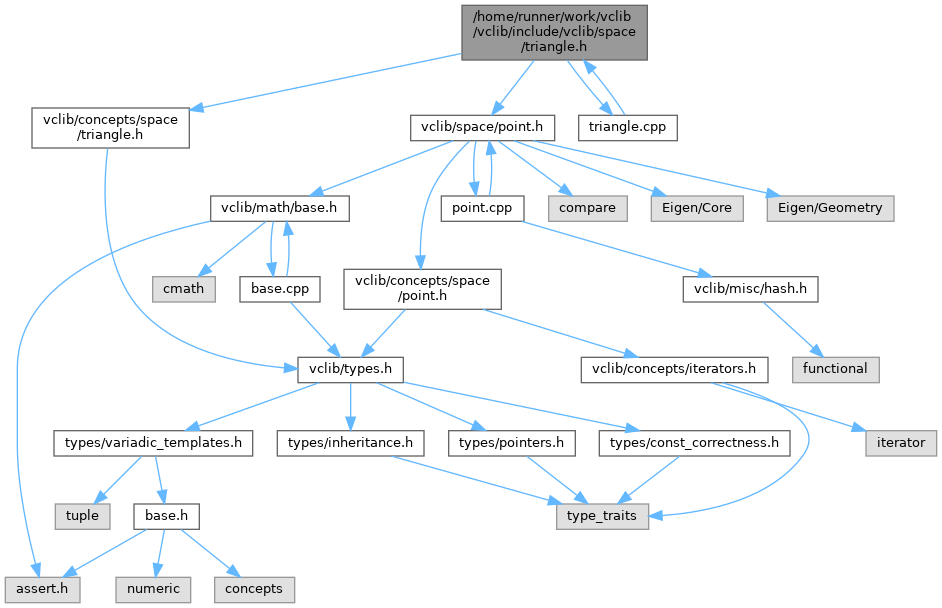 /home/runner/work/vclib
/vclib/include/vclib/space
/triangle.h
vclib/concepts/space
/triangle.h
vclib/space/point.h
triangle.cpp
vclib/math/base.h
point.cpp
compare
Eigen/Core
Eigen/Geometry
cmath
base.cpp
vclib/concepts/space
/point.h
vclib/misc/hash.h
vclib/types.h
vclib/concepts/iterators.h
functional
types/variadic_templates.h
types/inheritance.h
types/pointers.h
types/const_correctness.h
iterator
tuple
base.h
type_traits
assert.h
numeric
concepts